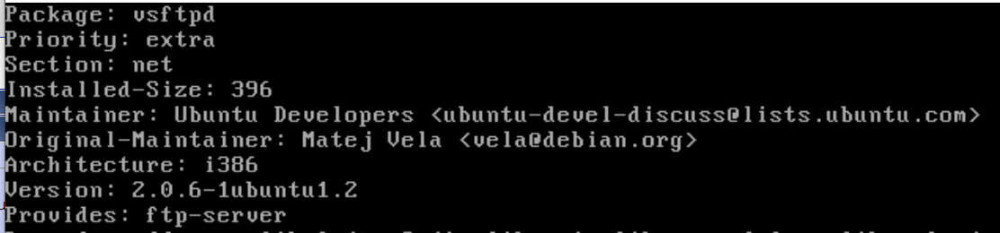 Package: vsftpd
Priority: extra
Section: net
Installed-Size: 396
Maintainer: Ubuntu Developers <ubuntu-devel-discuss@lists.ubuntu.com>
Original-Maintainer: Matej Vela <vela@debian.org>
Architecture: i386
Version: 2.0.6-1ubuntu1.2
Provides: ftp-server